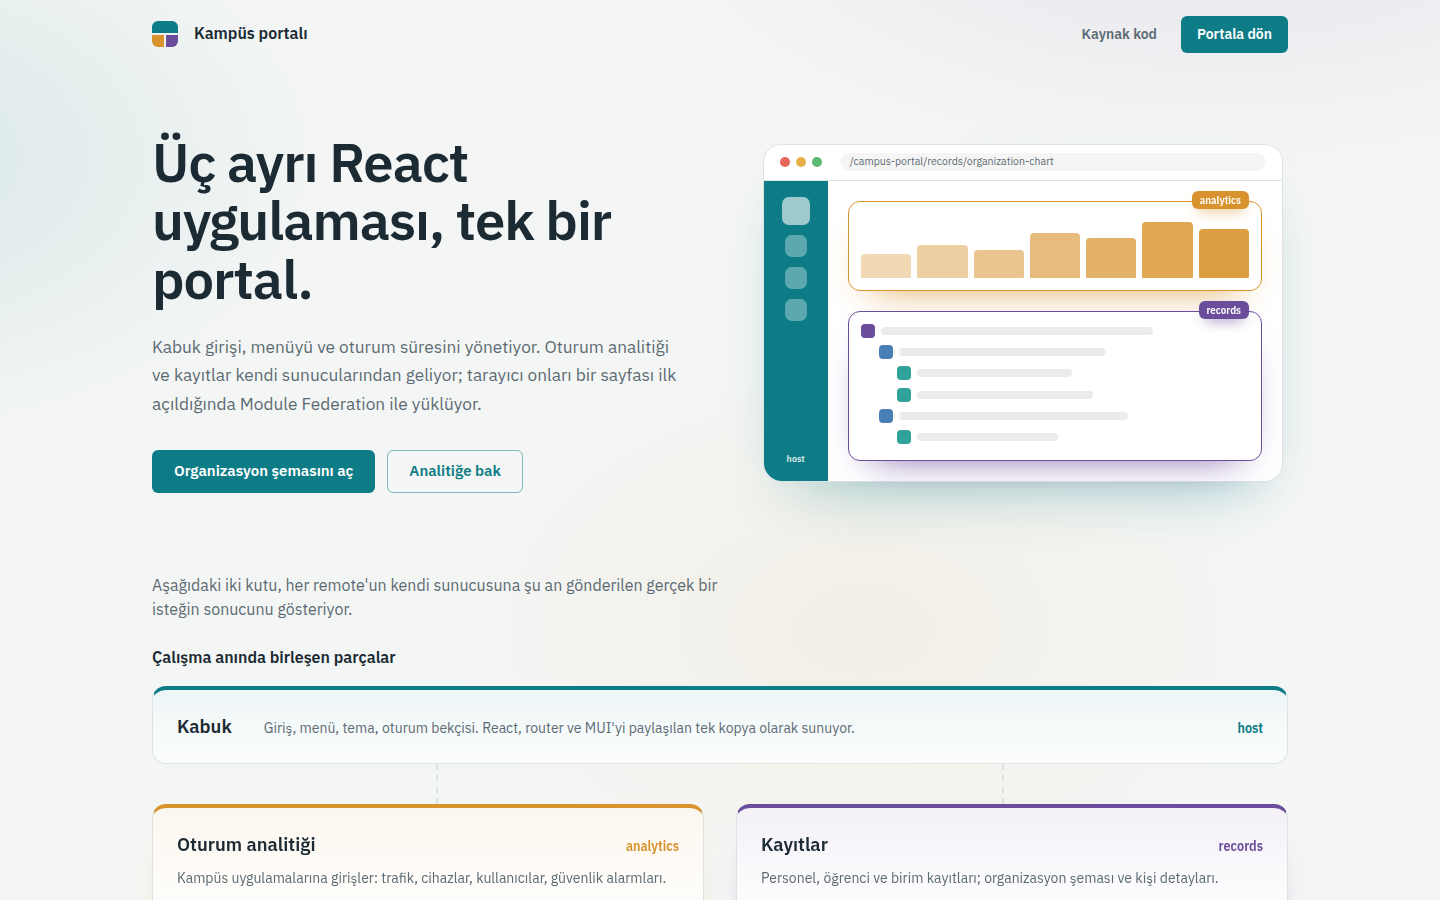 Kampüs portalı
Kaynak kod
Portala dön
Üç ayrı React
uygulaması, tek bir
portal.
Kabuk girişi, menüyü ve oturum süresini yönetiyor. Oturum analitiği
ve kayıtlar kendi sunucularından geliyor; tarayıcı onları bir sayfası ilk
açıldığında Module Federation ile yüklüyor.
Organizasyon şemasını aç
Analitiğe bak
/campus-portal/records/organization-chart
analytics
records
host
Aşağıdaki iki kutu, her remote'un kendi sunucusuna şu an gönderilen gerçek bir
isteğin sonucunu gösteriyor.
Çalışma anında birleşen parçalar
Kabuk
Giriş, menü, tema, oturum bekçisi. React, router ve MUI'yi paylaşılan tek kopya olarak sunuyor.
host
Oturum analitiği
analytics
Kampüs uygulamalarına girişler: trafik, cihazlar, kullanıcılar, güvenlik alarmları.
Kayıtlar
records
Personel, öğrenci ve birim kayıtları; organizasyon şeması ve kişi detayları.